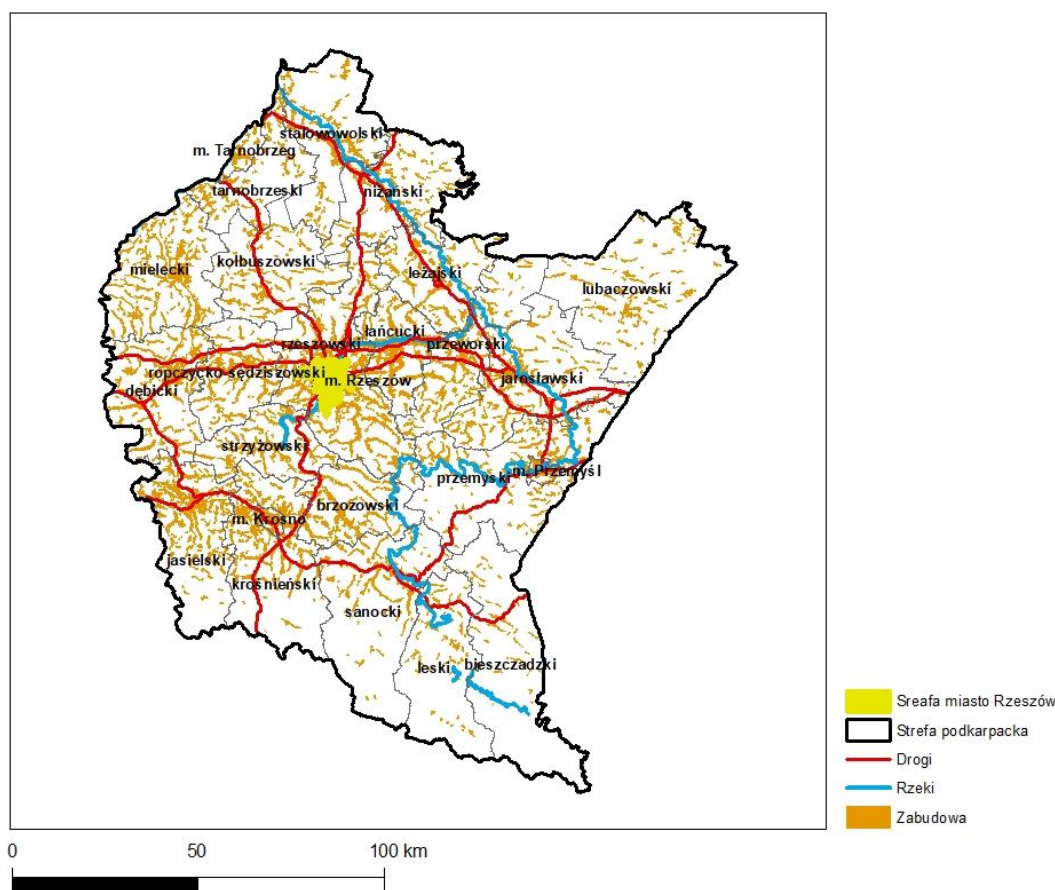 stalowowolski
m. Tarnobrzeg
tarnobrzeski
niżański
mielecki
kolbuszowski
leżajski
lubaczowski
łańcucki
rzeszowski
przeworski
ropczycko-sędziszowski
m. Rzeszów
jarosławski
dębicki
strzyżowski
przemyski
m. Przemyśl
brzozowski
m. Krosno
jasielski
krośnieński
sanocki
leski
bieszczadzki
Sreafa miasto Rzeszów
Strefa podkarpacka
Drogi
Rzeki
Zabudowa
0 50 100 km